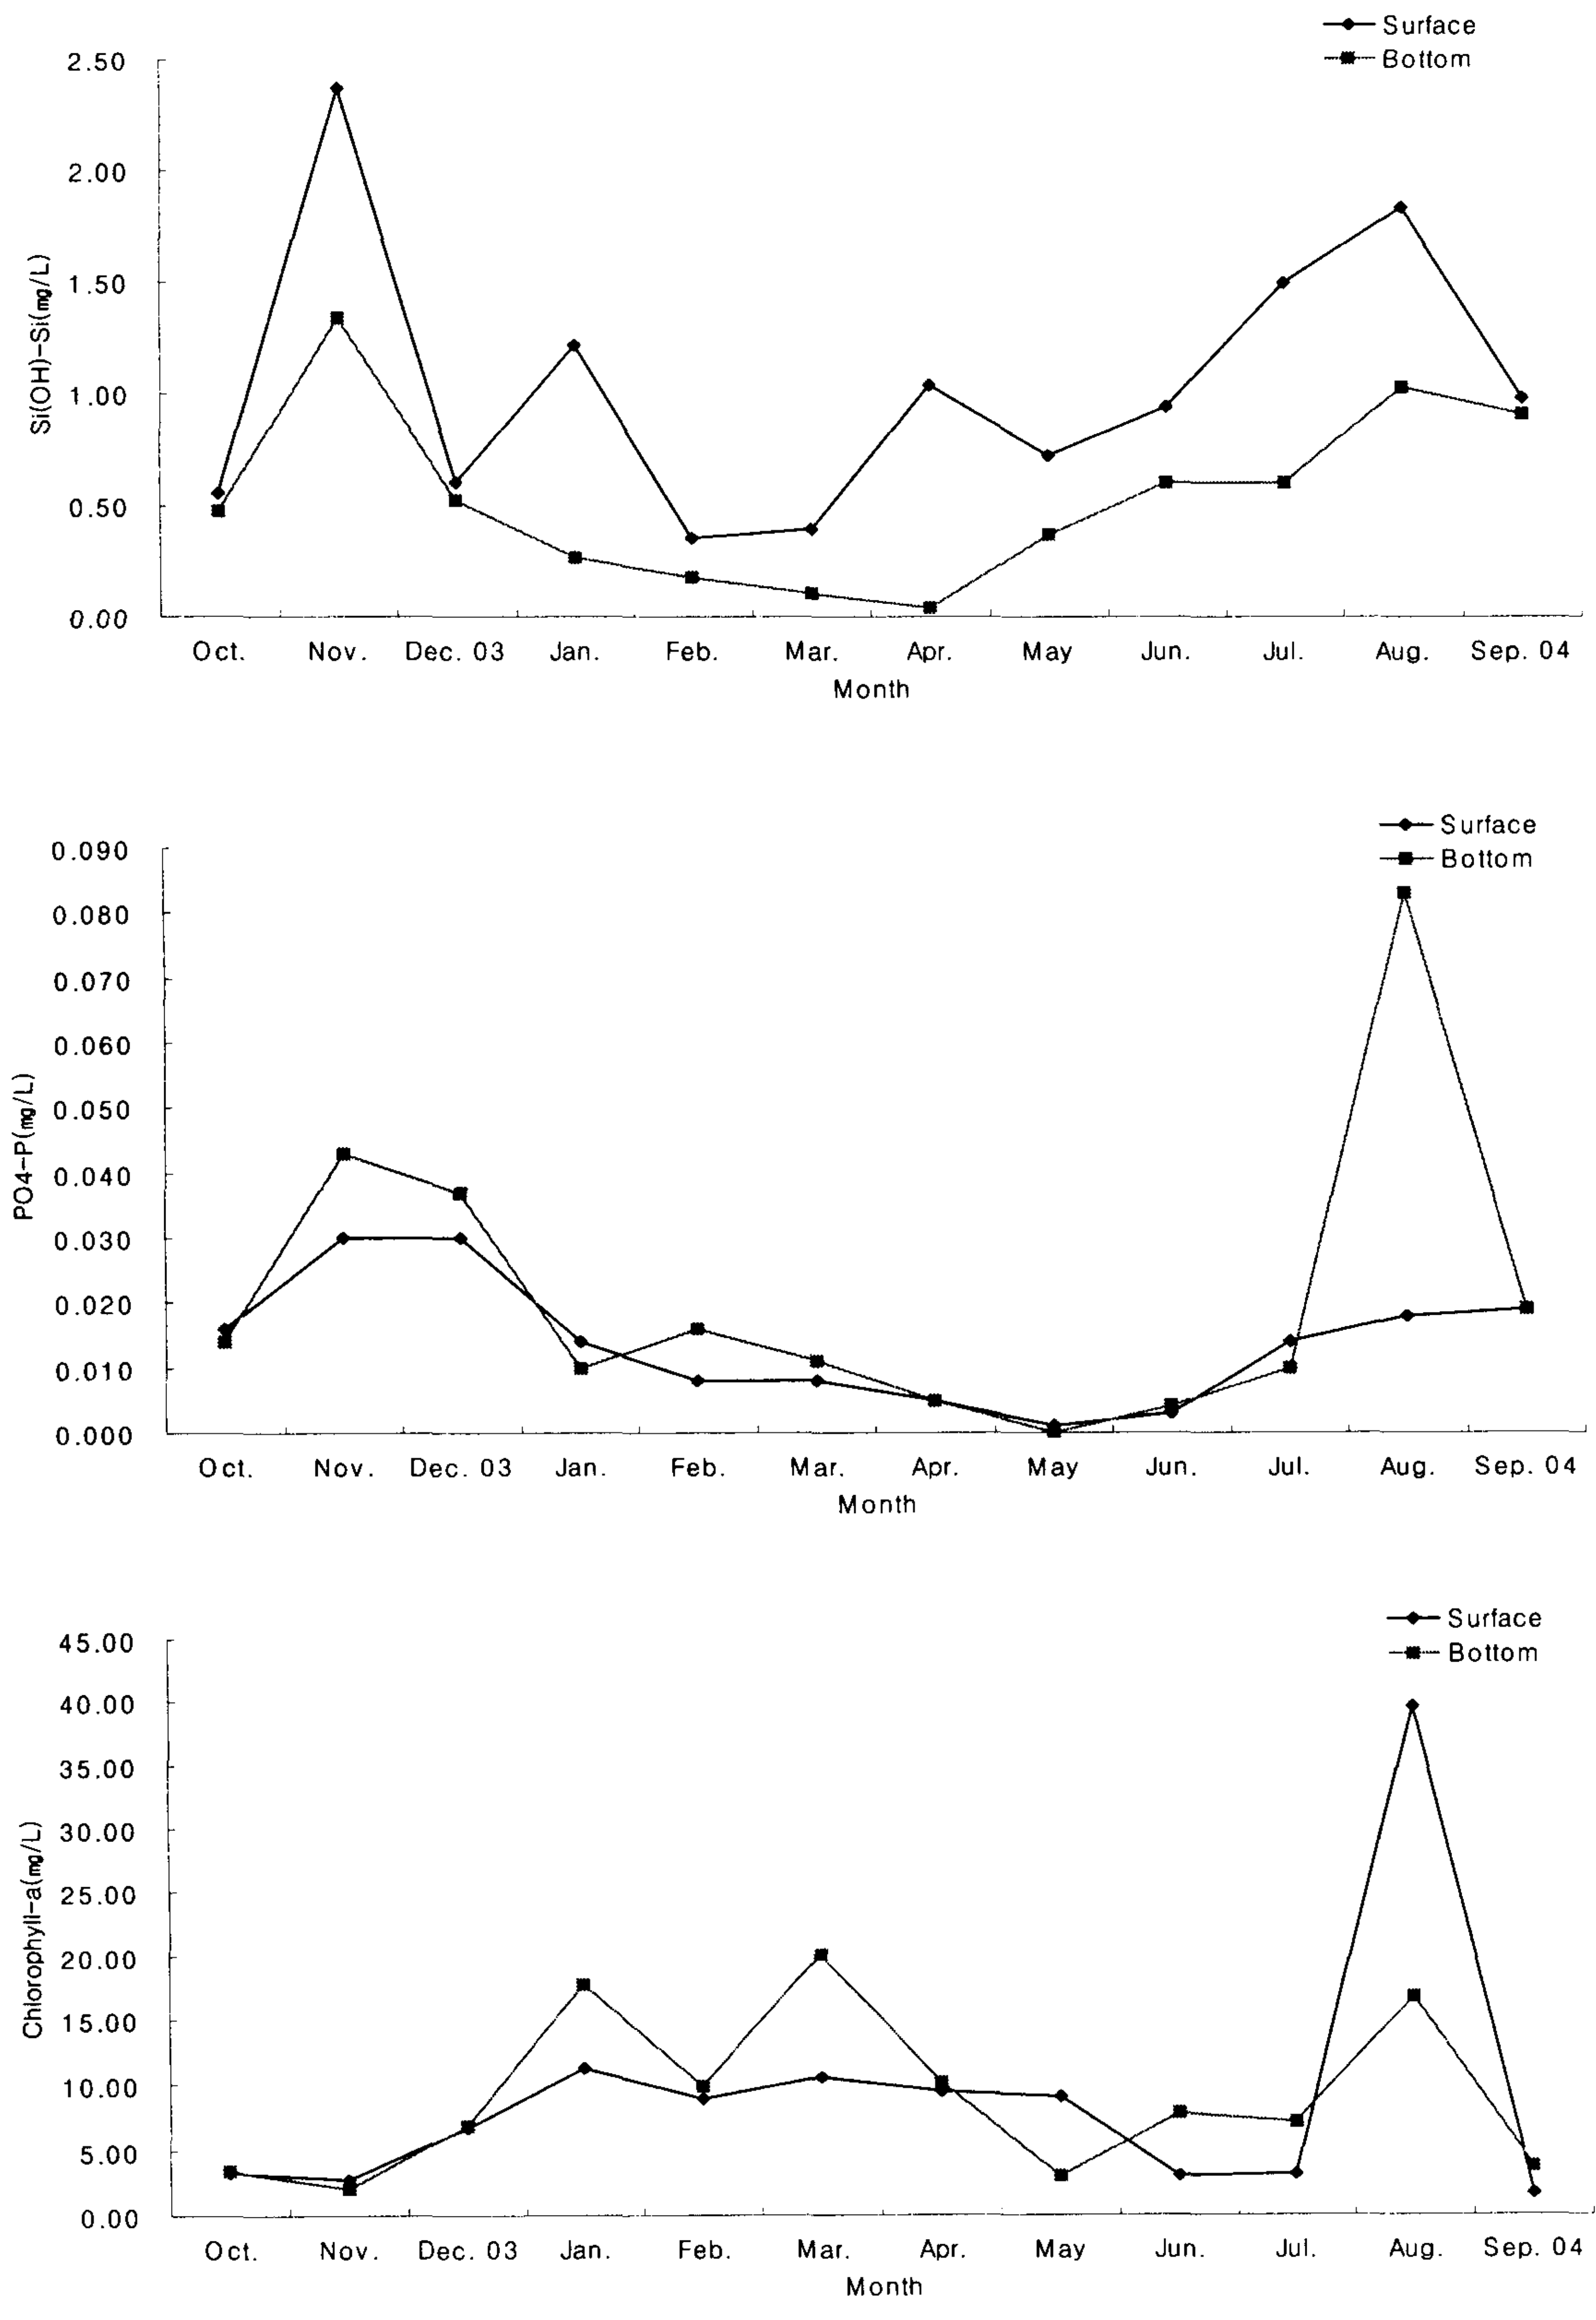 Surface
Bottom
2.50
2.00
1.50
1.00
0.50
0.00
Si(OH)-Si(mg/L)
Oct. Nov. Dec. 03 Jan. Feb. Mar. Apr. May Jun. Jul. Aug. Sep. 04
Month
Surface
Bottom
0.090
0.080
0.070
0.060
0.050
0.040
0.030
0.020
0.010
0.000
PO4-P(mg/L)
Oct. Nov. Dec. 03 Jan. Feb. Mar. Apr. May Jun. Jul. Aug. Sep. 04
Month
Surface
Bottom
45.00
40.00
35.00
30.00
25.00
20.00
15.00
10.00
5.00
0.00
Chlorophyll-a(mg/L)
Oct. Nov. Dec. 03 Jan. Feb. Mar. Apr. May Jun. Jul. Aug. Sep. 04
Month